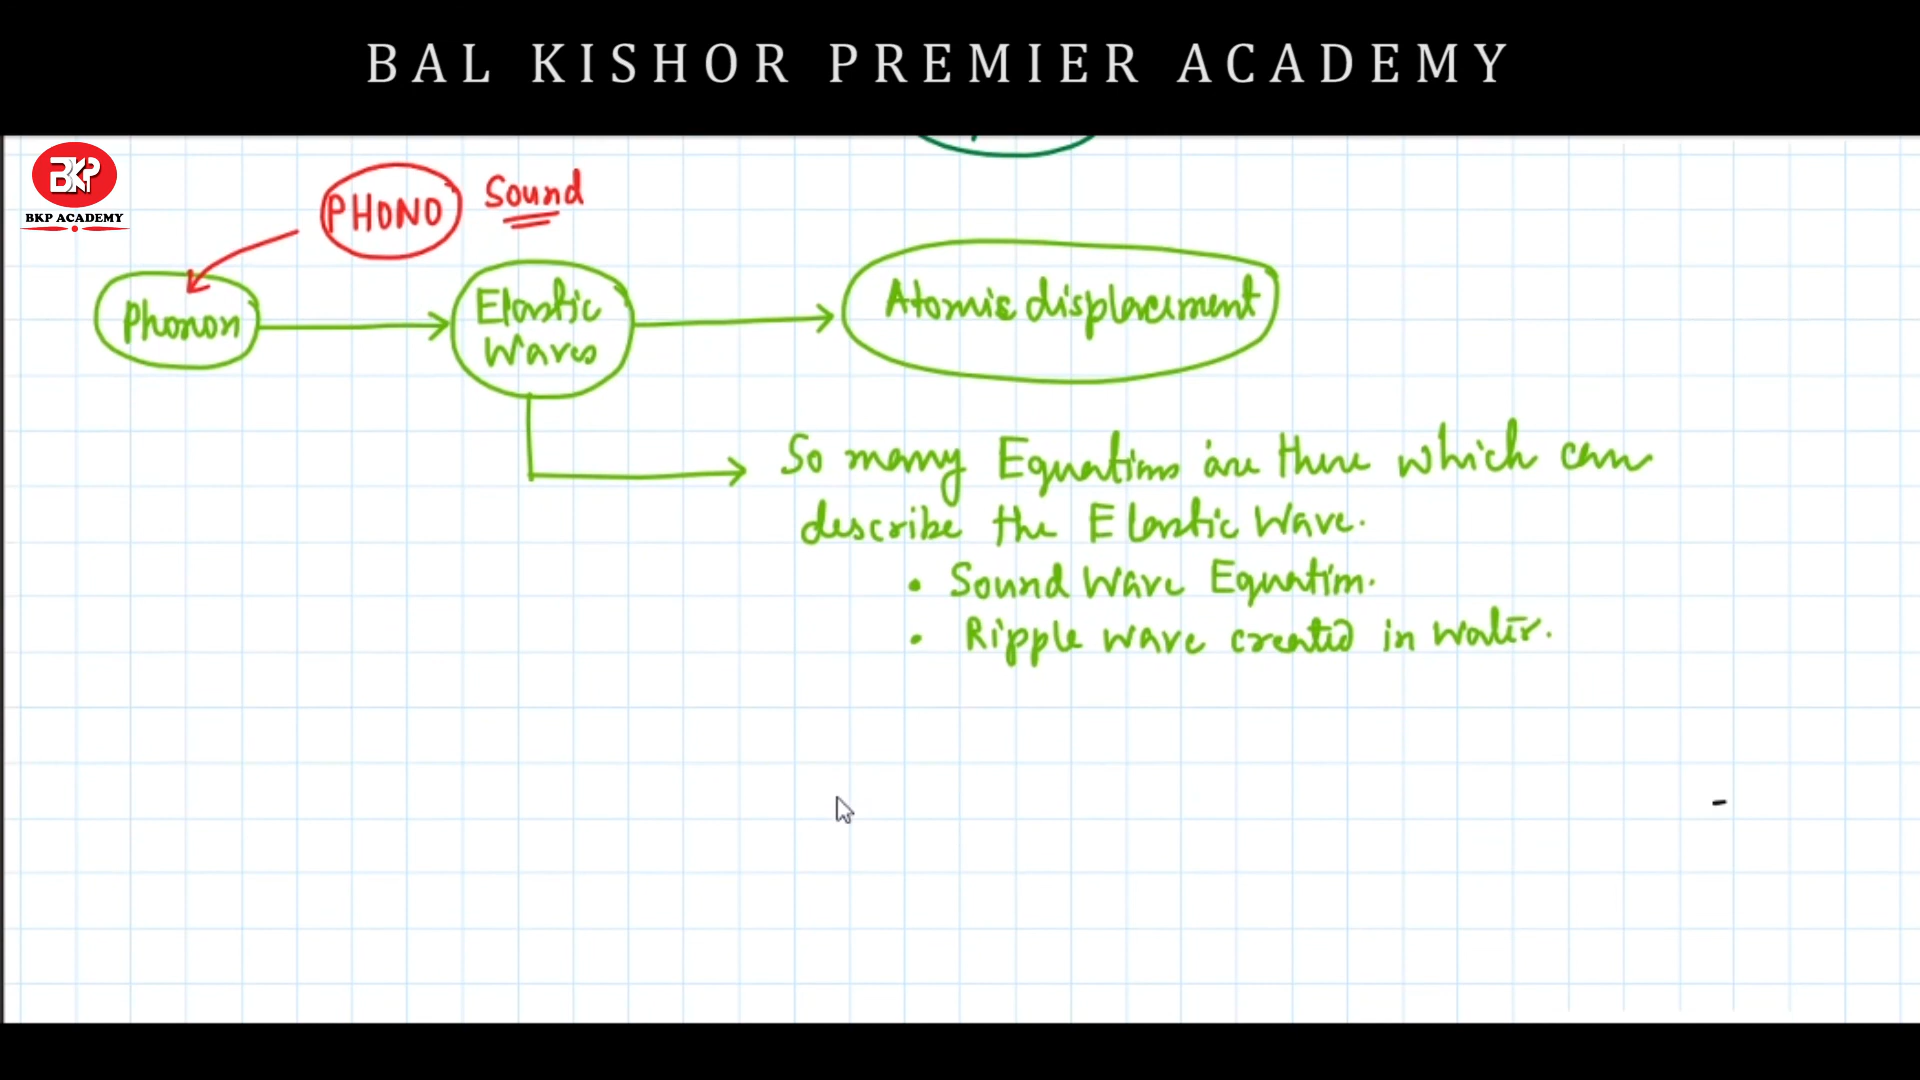 BAL KISHOR PREMIER ACADEMY
BKP
BKP ACADEMY
PHONO Sound
Phonon
Elastic
Waves
Atomic displacement
So many Equations are there which can
describe the Elastic Wave.
• Sound Wave Equation.
• Ripple wave created in water.